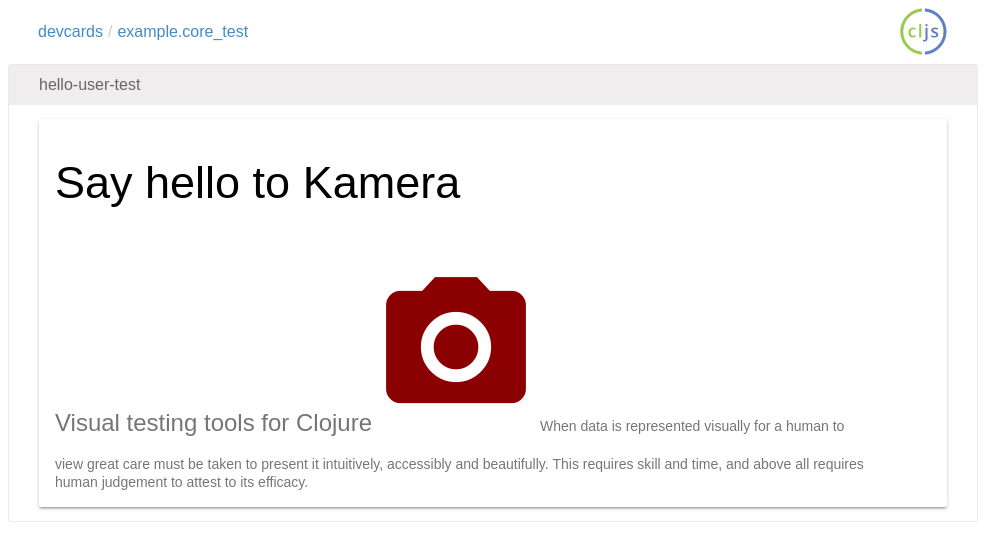 devcards / example.core_test
cljs
hello-user-test
Say hello to Kamera
Visual testing tools for Clojure When data is represented visually for a human to
view great care must be taken to present it intuitively, accessibly and beautifully. This requires skill and time, and above all requires
human judgement to attest to its efficacy.